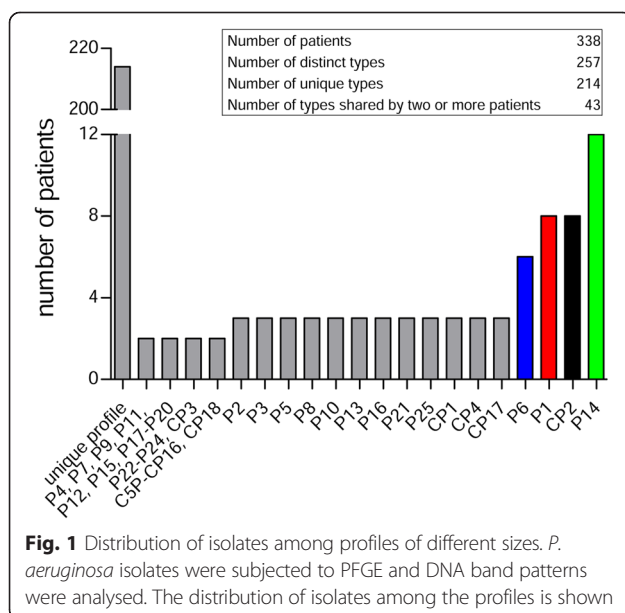 220
200
12
8
4
0
number of patients
Number of patients 338
Number of distinct types 257
Number of unique types 214
Number of types shared by two or more patients 43
unique profile
P4, P7, P9, P11,
P12, P15, P17-P20
P22-P24, CP3
C5P-CP16, CP18
P2
P3
P5
P8
P10
P13
P16
P21
P25
CP1
CP4
CP17
P6
P1
CP2
P14
Fig. 1 Distribution of isolates among profiles of different sizes. P.
aeruginosa isolates were subjected to PFGE and DNA band patterns
were analysed. The distribution of isolates among the profiles is shown